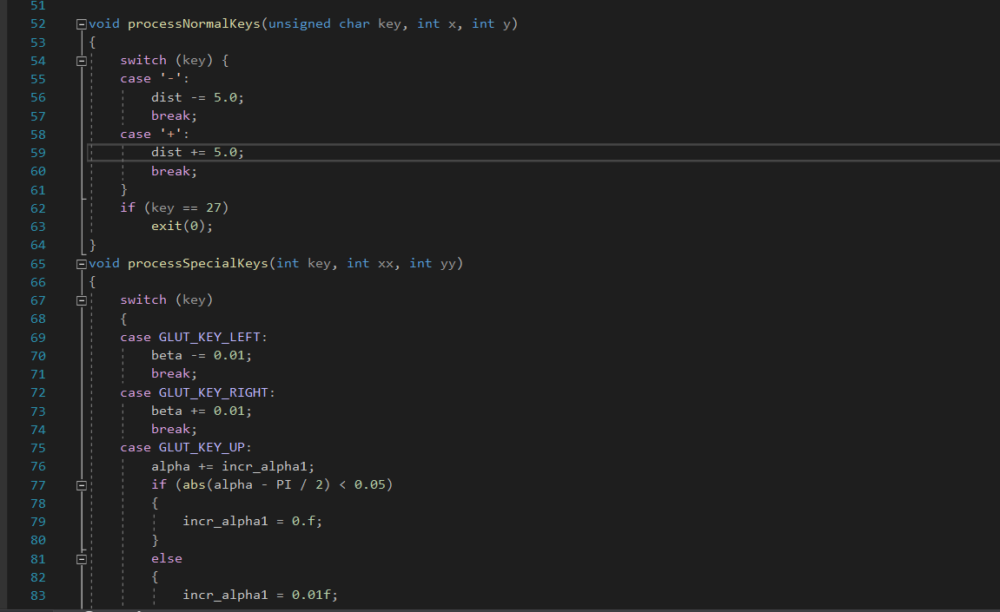 51
52 void processNormalKeys(unsigned char key, int x, int y)
53 {
54 switch (key) {
55 case '-':
56 dist -= 5.0;
57 break;
58 case '+':
59 dist += 5.0;
60 break;
61 }
62 if (key == 27)
63 exit(0);
64 }
65 void processSpecialKeys(int key, int xx, int yy)
66 {
67 switch (key)
68 {
69 case GLUT_KEY_LEFT:
70 beta -= 0.01;
71 break;
72 case GLUT_KEY_RIGHT:
73 beta += 0.01;
74 break;
75 case GLUT_KEY_UP:
76 alpha += incr_alpha1;
77 if (abs(alpha - PI / 2) < 0.05)
78 {
79 incr_alpha1 = 0.f;
80 }
81 else
82 {
83 incr_alpha1 = 0.01f;